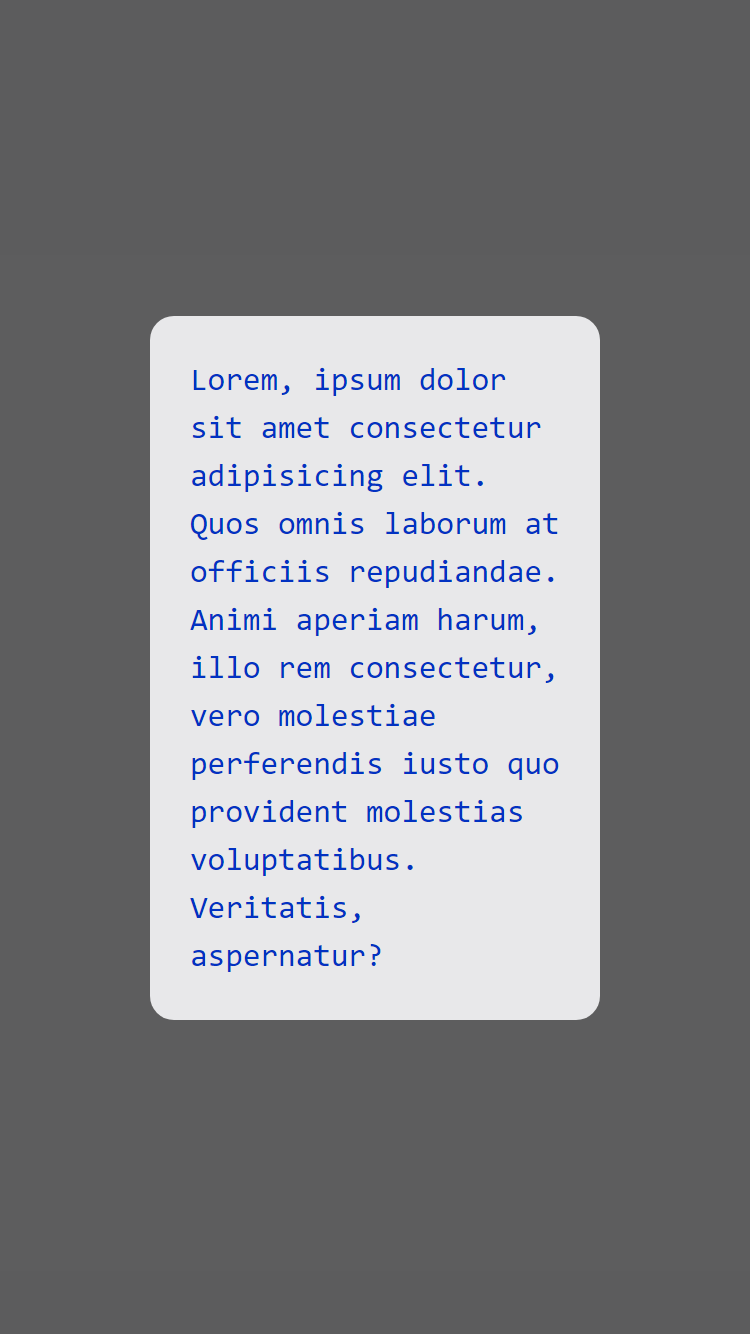 Lorem, ipsum dolor
sit amet consectetur
adipisicing elit.
Quos omnis laborum at
officiis repudiandae.
Animi aperiam harum,
illo rem consectetur,
vero molestiae
perferendis iusto quo
provident molestias
voluptatibus.
Veritatis,
aspernatur?